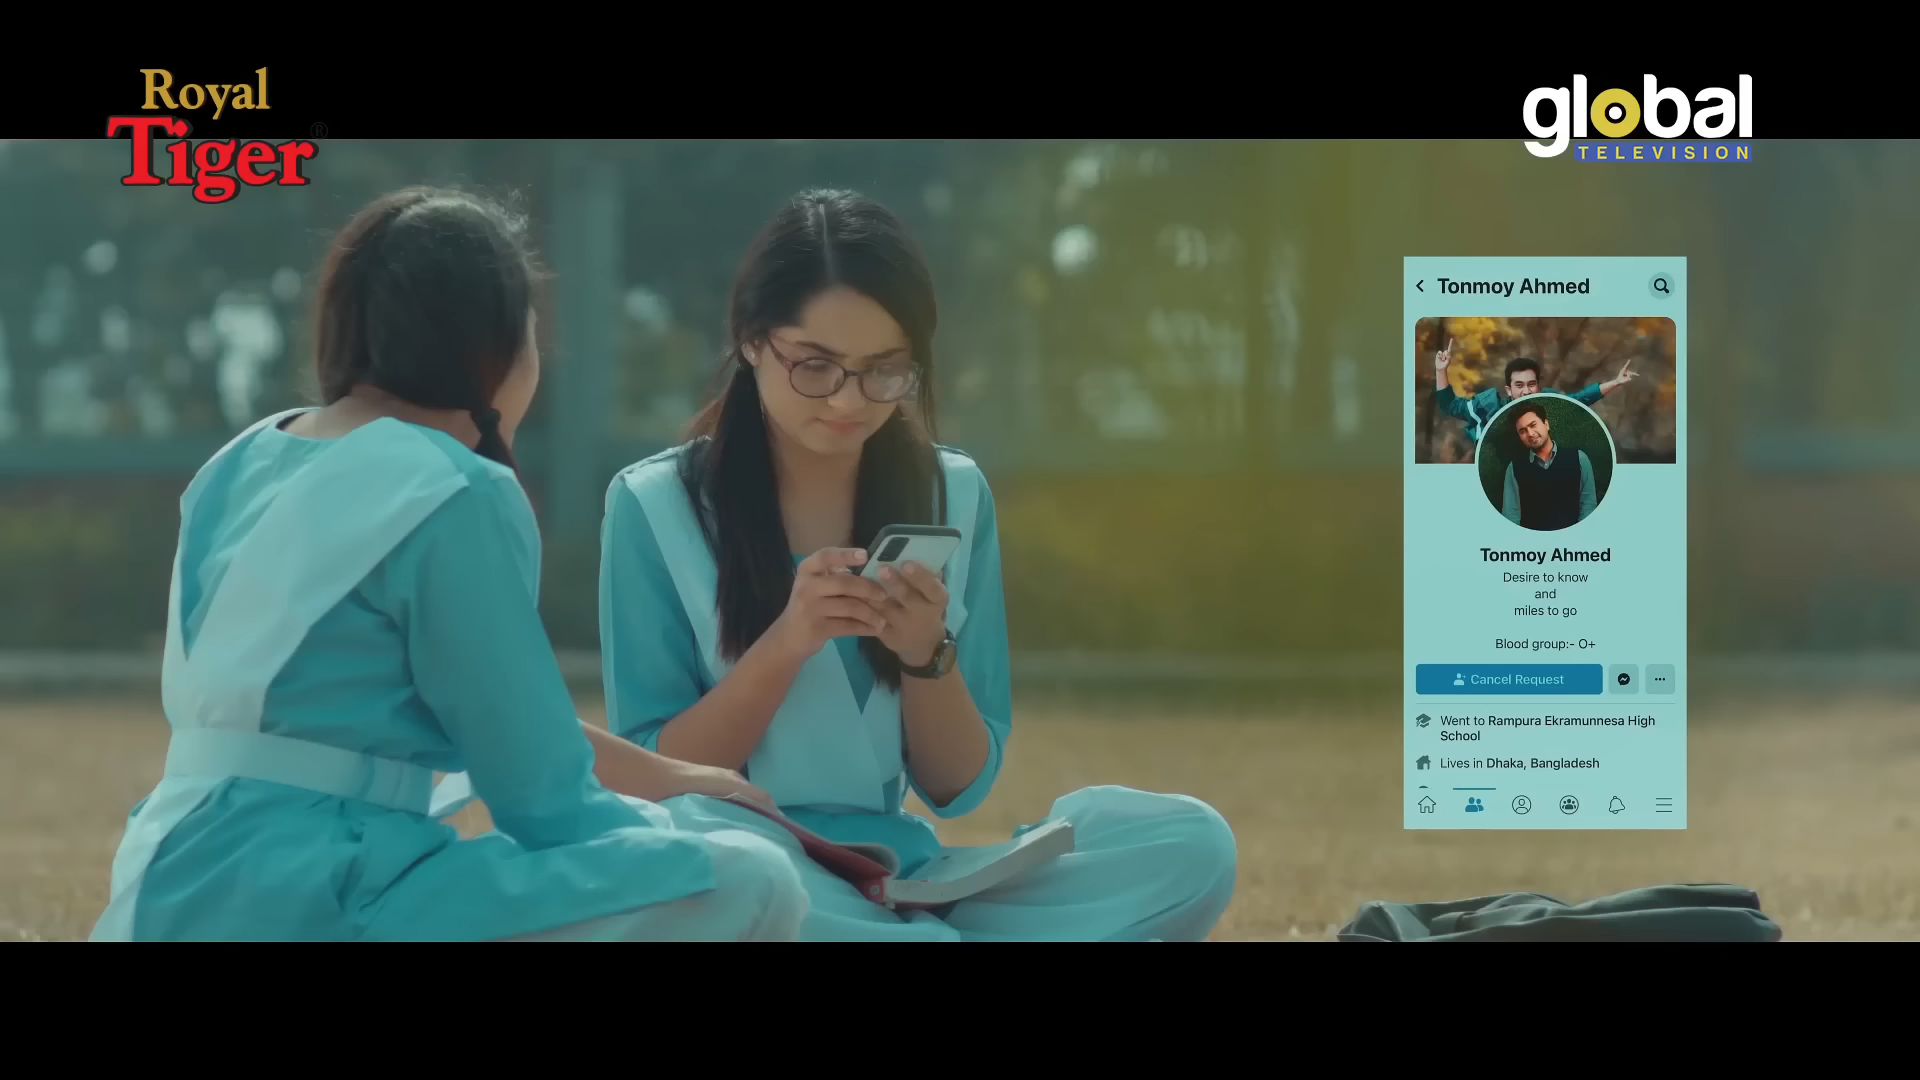 Royal
Tiger®
global
TELEVISION
Tonmoy Ahmed
Tonmoy Ahmed
Desire to know
and
miles to go
Blood group:- O+
Cancel Request
Went to Rampura Ekramunnesa High
School
Lives in Dhaka, Bangladesh